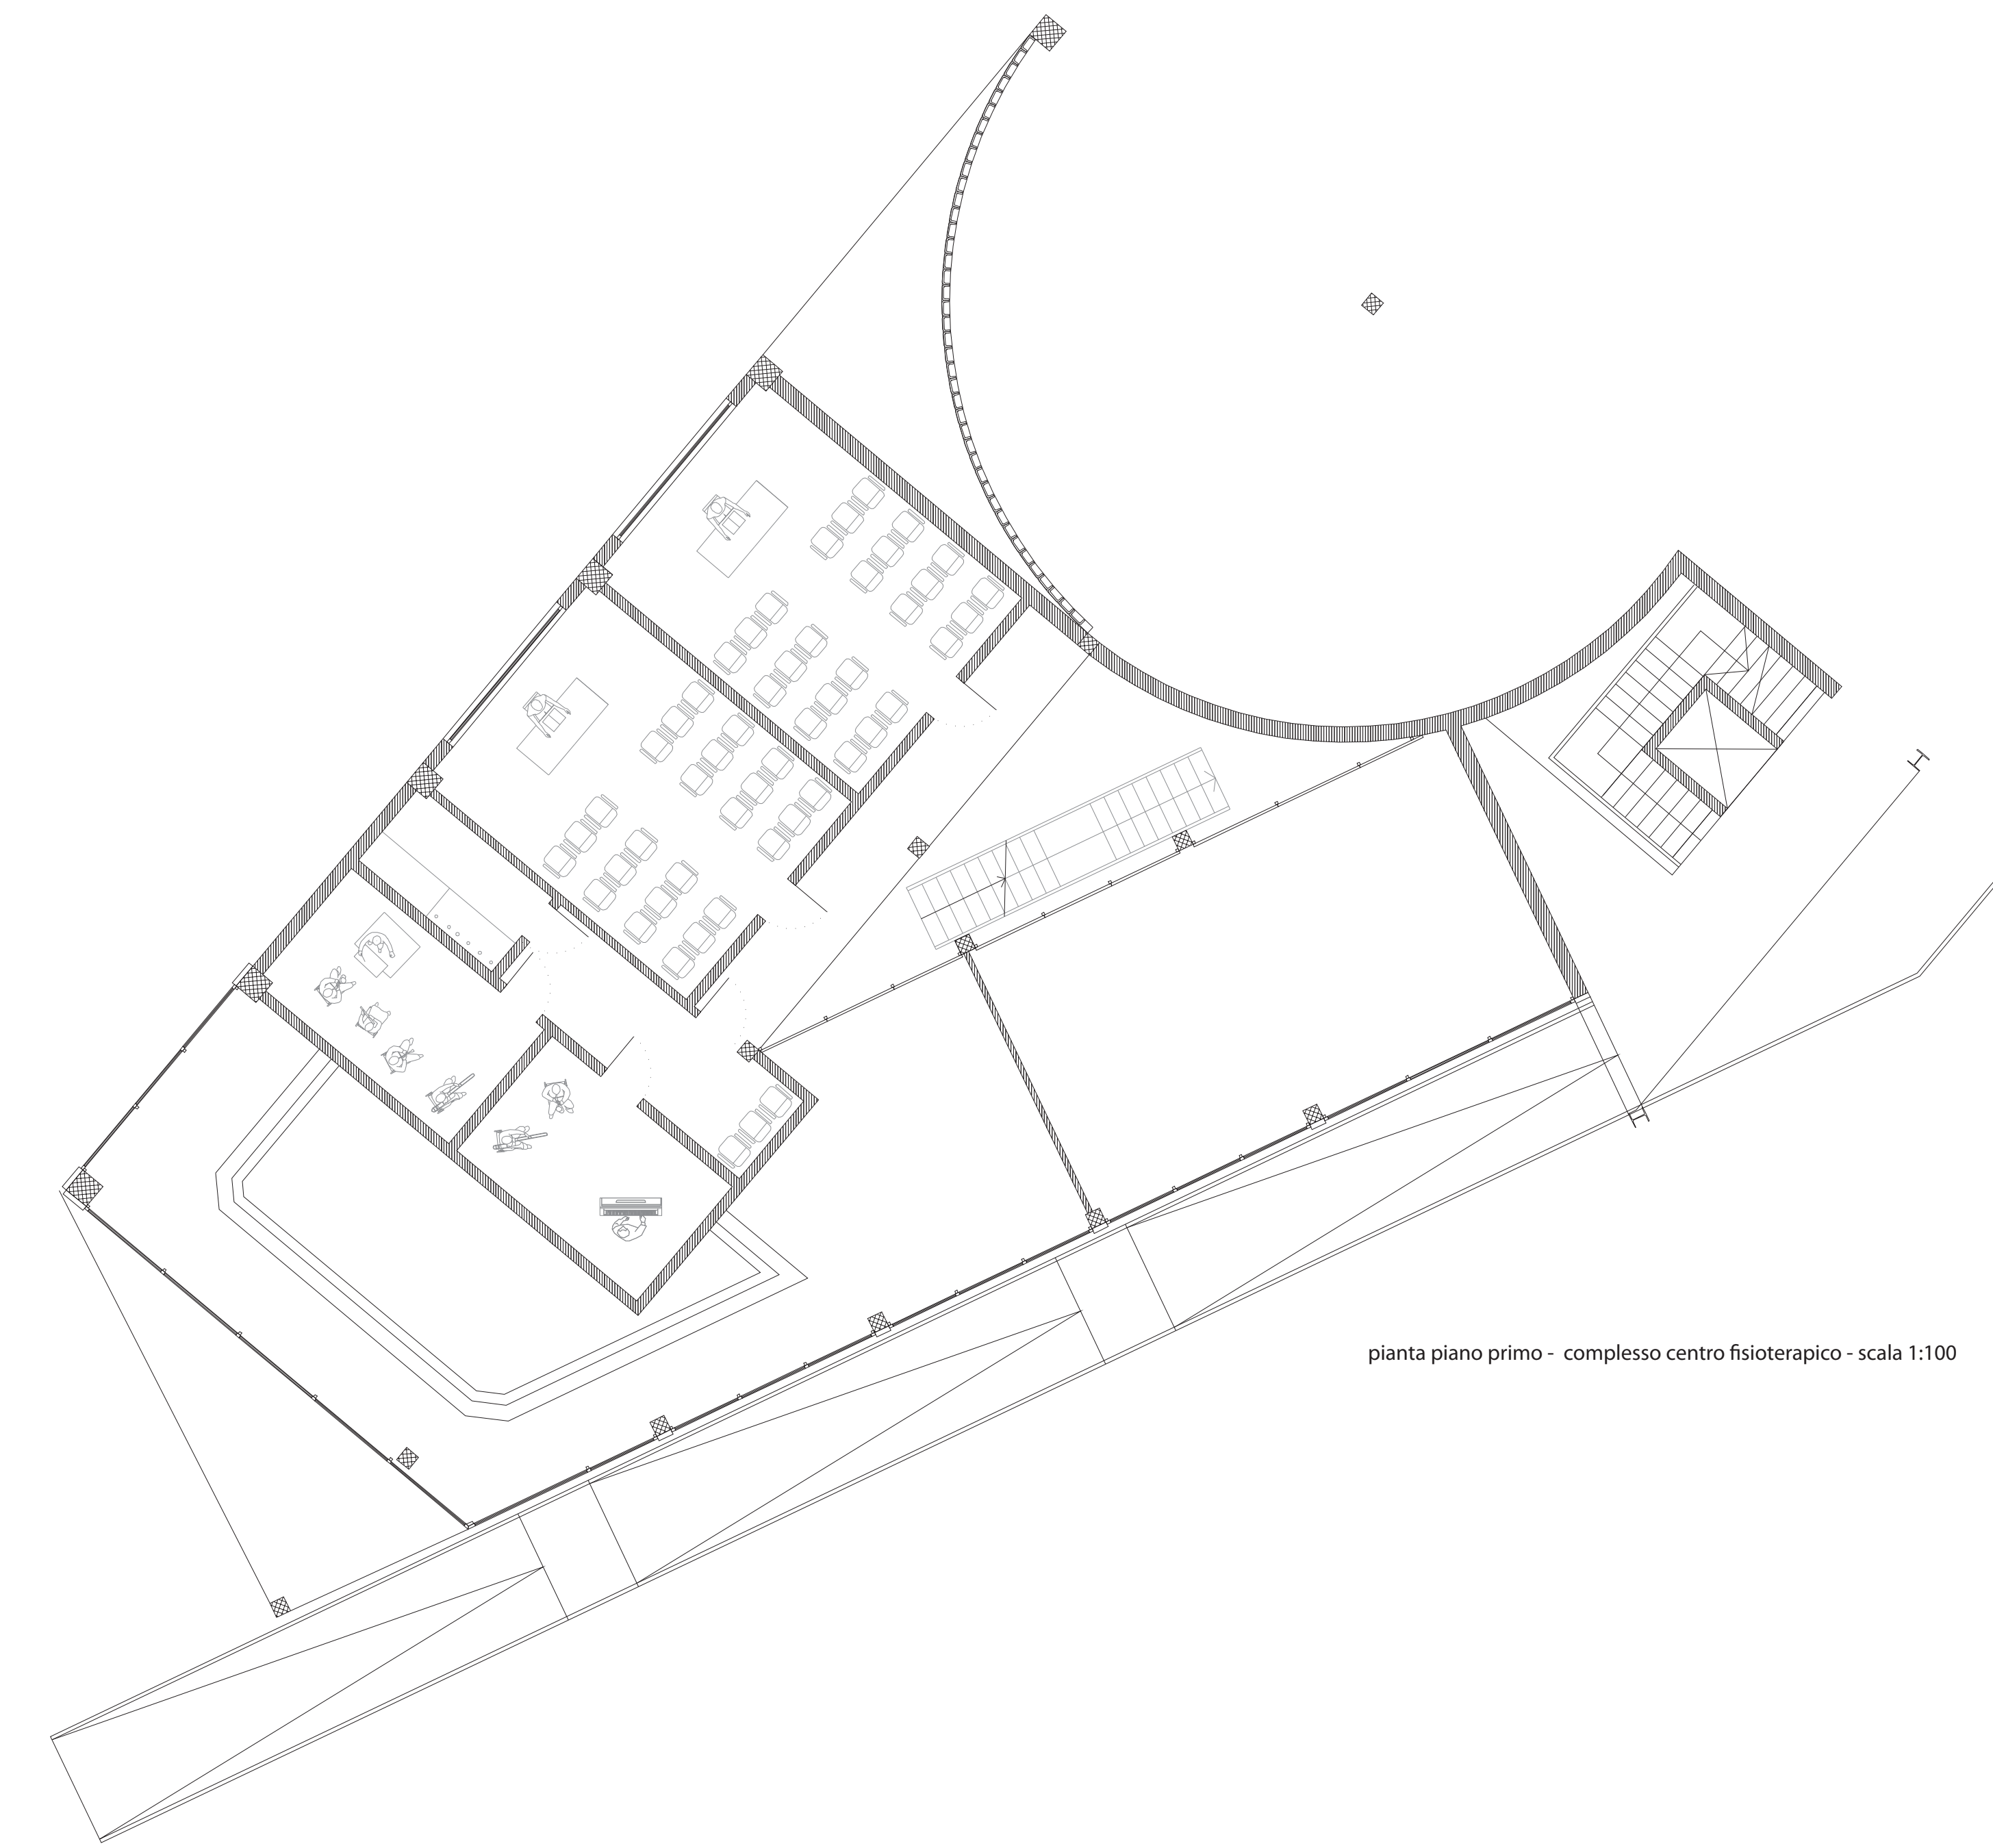 pianta piano primo -  complesso centro fisioterapico - scala 1:100